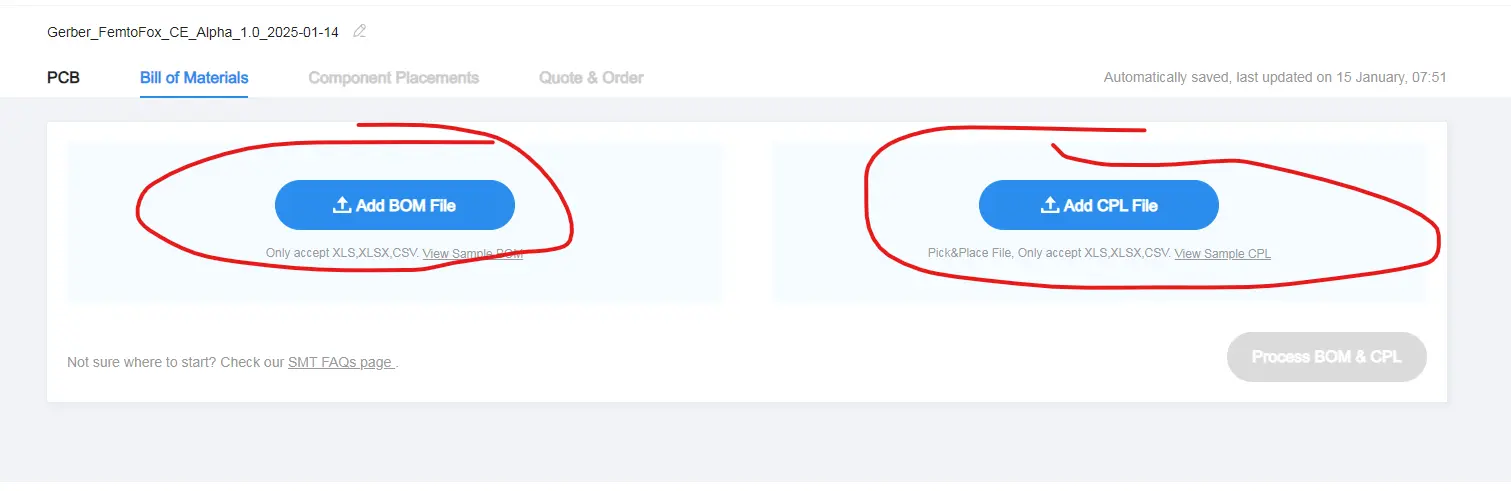 Gerber_FemtoFox_CE_Alpha_1.0_2025-01-14
PCB Bill of Materials Component Placements Quote & Order Automatically saved, last updated on 15 January, 07:51
Add BOM File
Only accept XLS,XLSX,CSV. View Sample BOM
Add CPL File
Pick&Place File, Only accept XLS,XLSX,CSV. View Sample CPL
Not sure where to start? Check our SMT FAQs page .
Process BOM & CPL